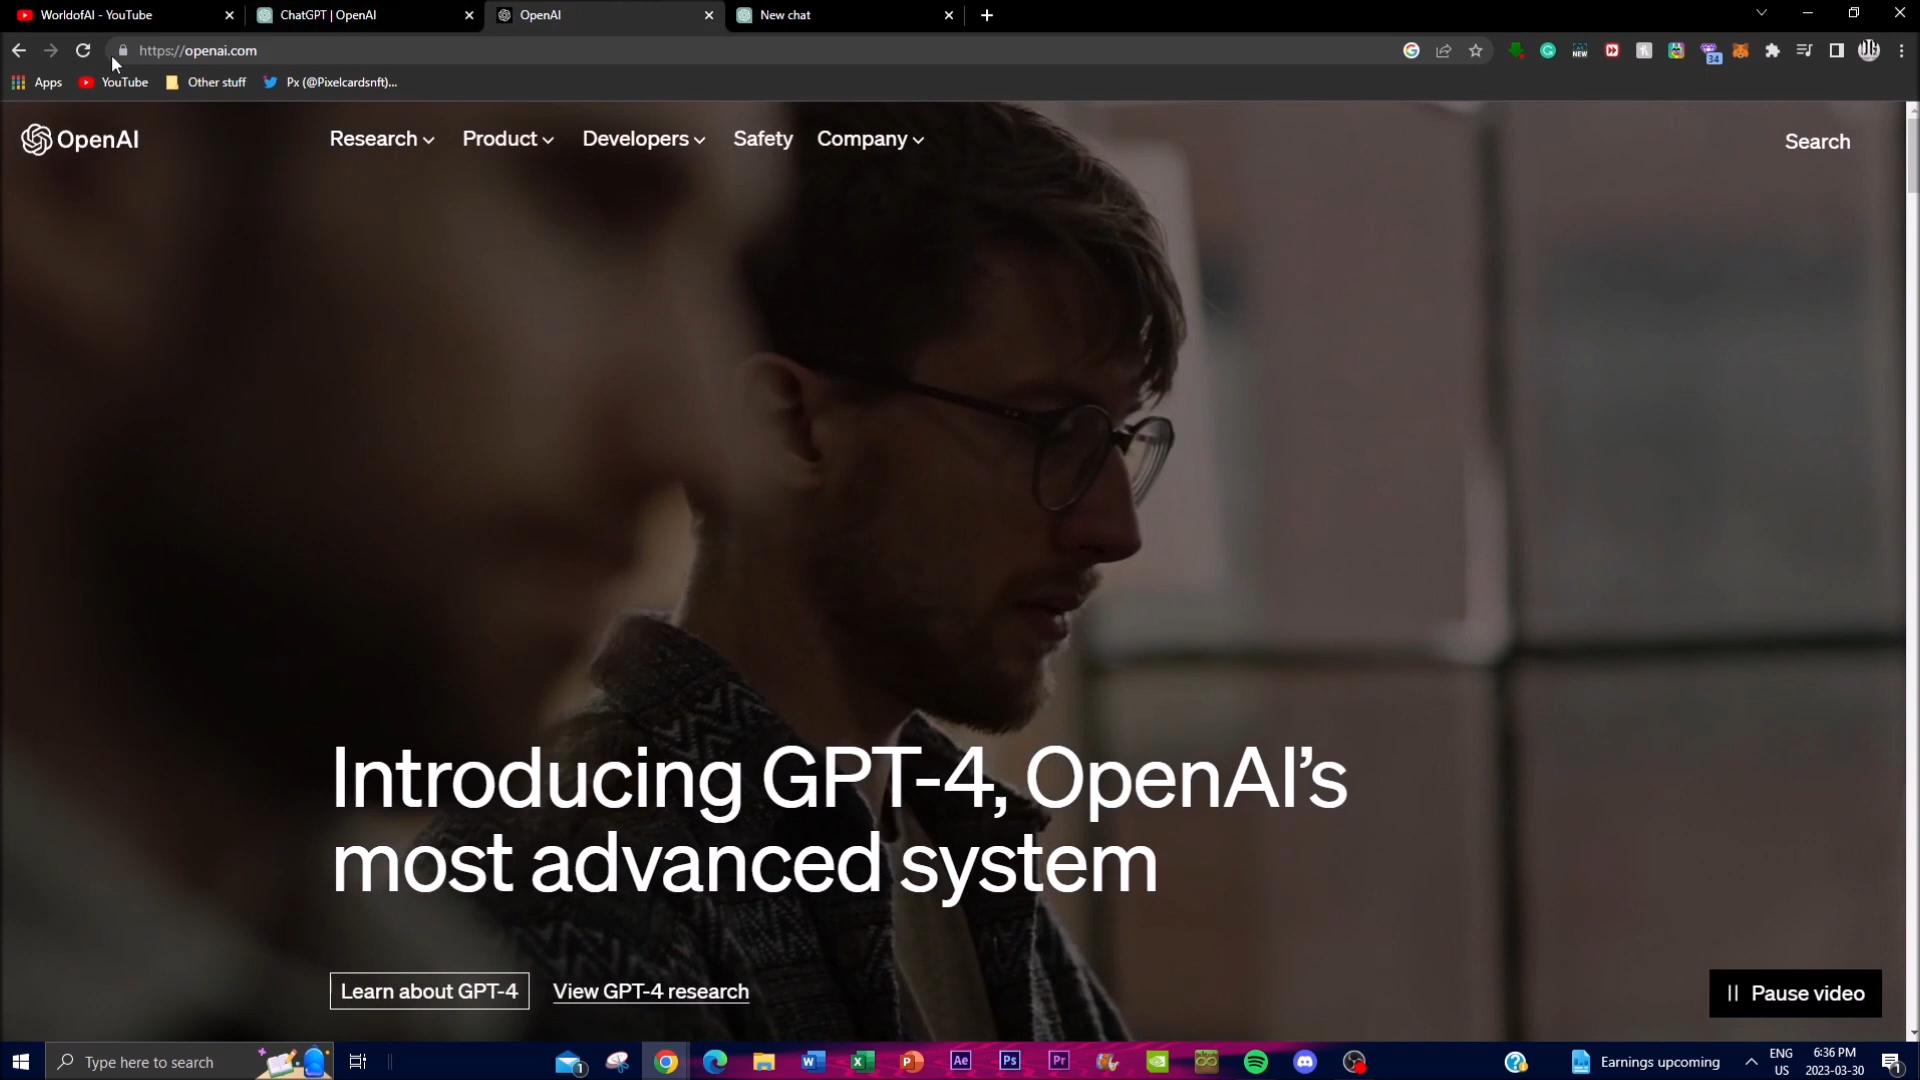 WorldofAI - YouTube
ChatGPT | OpenAI
OpenAI
New chat
https://openai.com
34
Apps
YouTube
Other stuff
Px (@Pixelcardsnft)...
OpenAI
Research
Product
Developers
Safety
Company
Search
Introducing GPT-4, OpenAI’s
most advanced system
Learn about GPT-4
View GPT-4 research
Pause video
Type here to search
Earnings upcoming
ENG
US
6:36 PM
2023-03-30